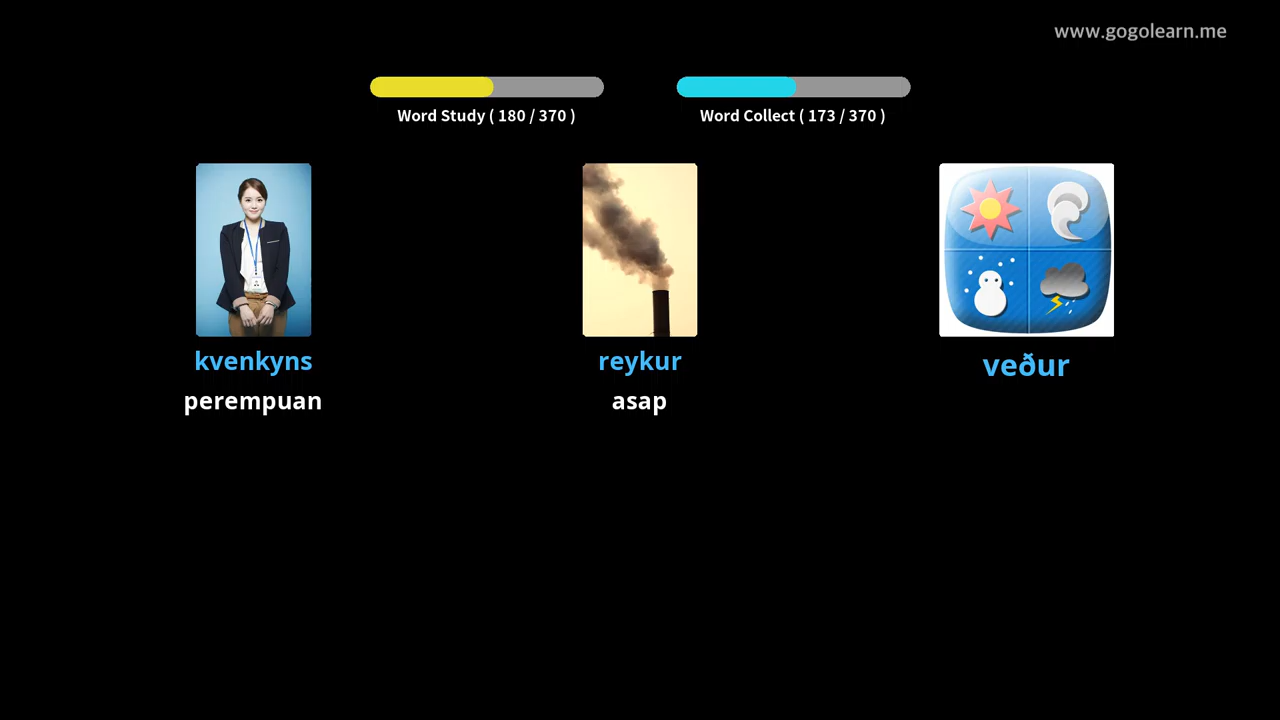 www.gogolearn.me
Word Study ( 180 / 370 )
Word Collect ( 173 / 370 )
kvenkyns
perempuan
reykur
asap
veður